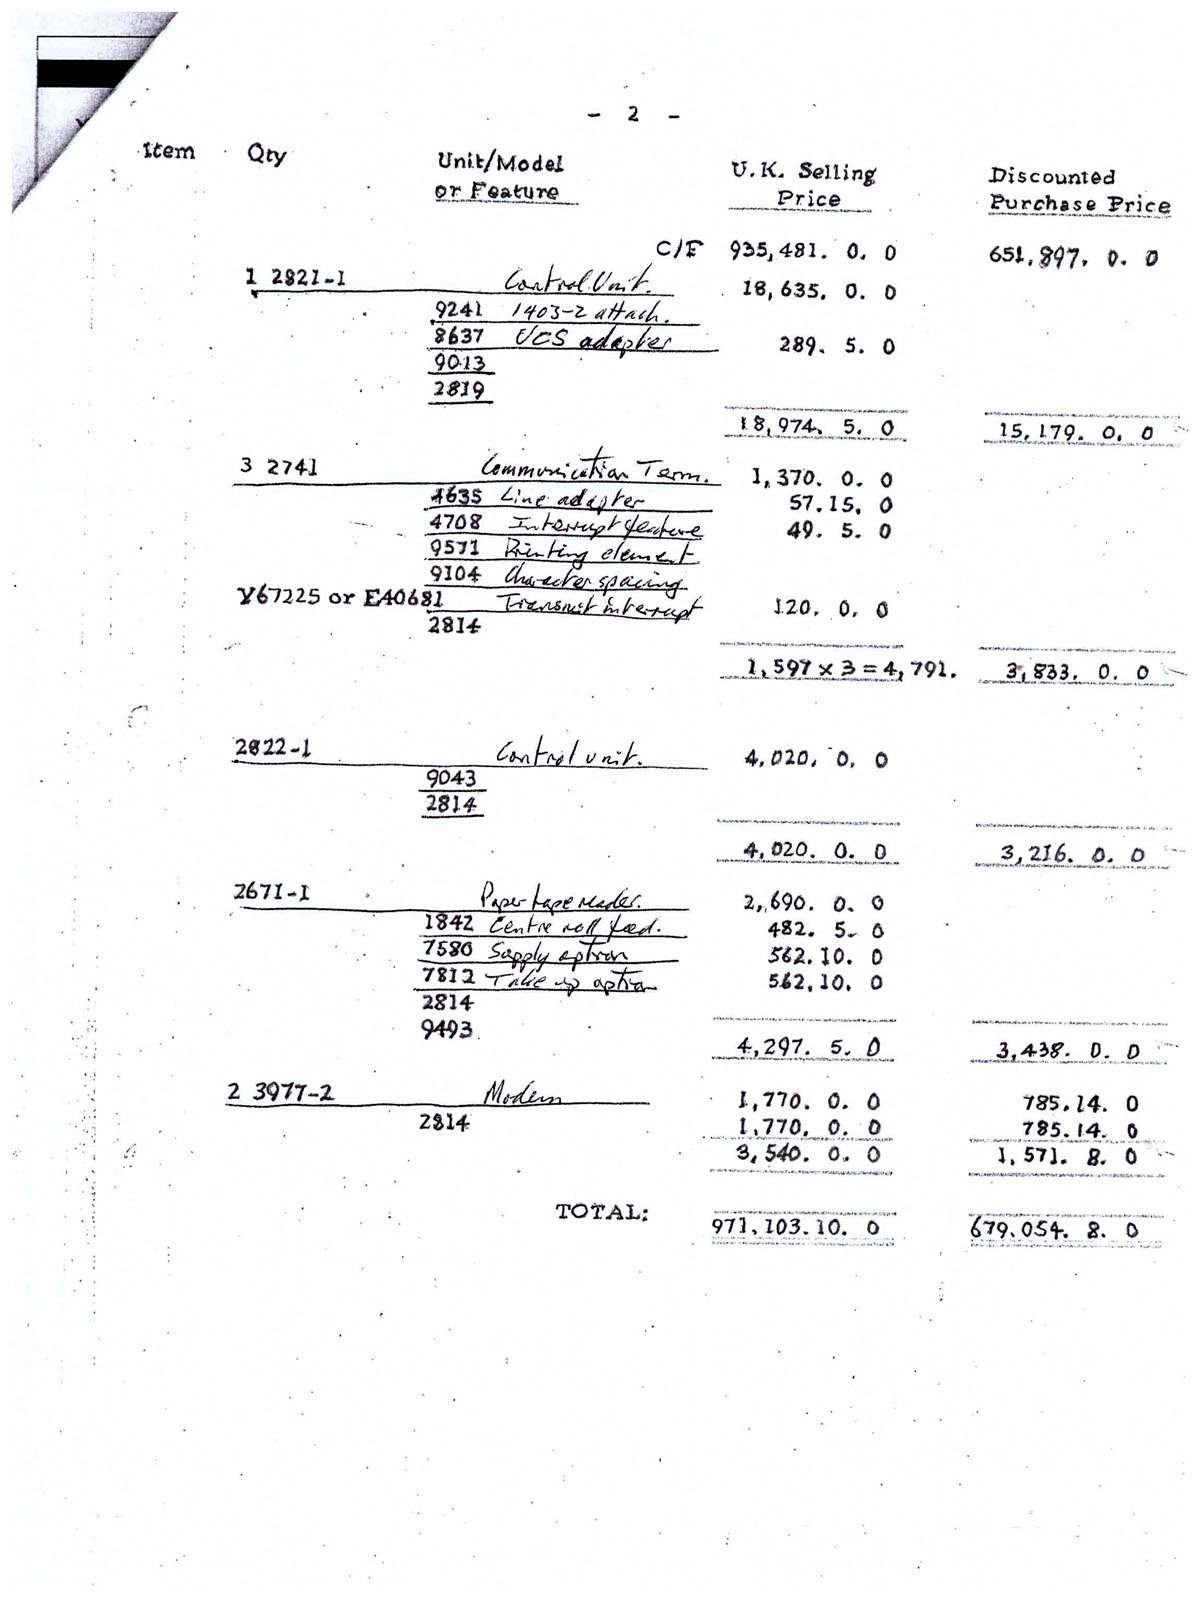 - 2 -
Item Qty Unit/Model or Feature U.K. Selling Price Discounted Purchase Price
C/F 935,481. 0. 0 651,897. 0. 0
1 2821-1 Control Unit. 18,635. 0. 0
9241 1403-2 attach.
8637 UCS adapter 289. 5. 0
9013
2819
18,974. 5. 0 15,179. 0. 0
3 2741 Communication Term. 1,370. 0. 0
4635 Line adapter 57.15. 0
4708 Interrupt feature 49. 5. 0
9571 Printing element
9104 Character spacing
Y67225 or E40681 Transmit interrupt 120. 0. 0
2814
1,597 x 3 = 4,791. 3,833. 0. 0
2822-1 Control unit. 4,020. 0. 0
9043
2814
4,020. 0. 0 3,216. 0. 0
2671-1 Paper tape reader. 2,690. 0. 0
1842 Centre roll feed. 482. 5. 0
7580 Supply option 562.10. 0
7812 Take up option 562.10. 0
2814
9493.
4,297. 5. 0 3,438. 0. 0
2 3977-2 Modem 1,770. 0. 0 785.14. 0
2814 1,770. 0. 0 785.14. 0
3,540. 0. 0 1,571. 8. 0
TOTAL: 971,103.10. 0 679,054. 8. 0